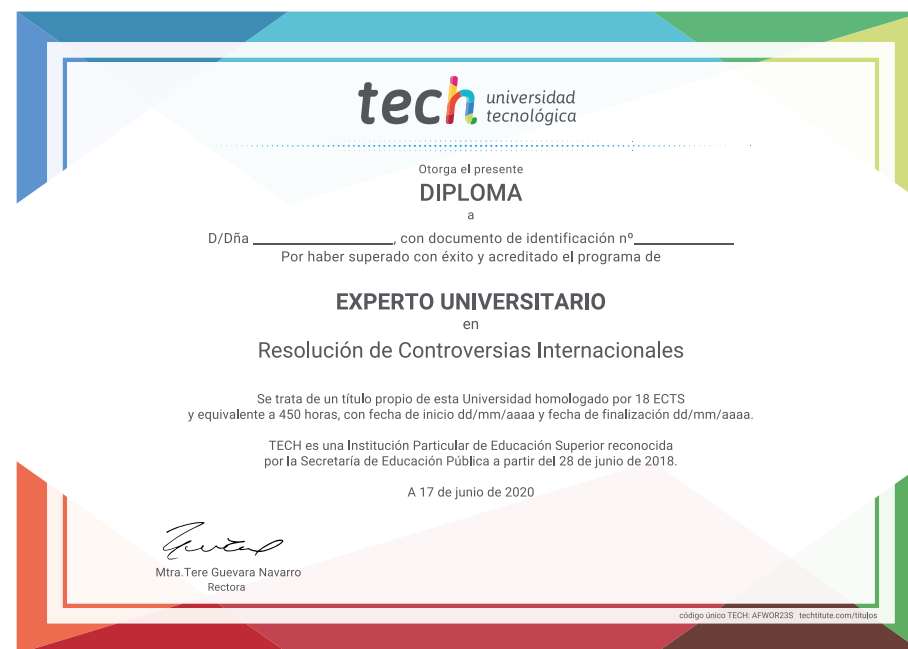 tech universidad
tecnológica
Otorga el presente
DIPLOMA
a
D/Dña ____________, con documento de identificación nº____________
Por haber superado con éxito y acreditado el programa de
EXPERTO UNIVERSITARIO
en
Resolución de Controversias Internacionales
Se trata de un título propio de esta Universidad homologado por 18 ECTS
y equivalente a 450 horas, con fecha de inicio dd/mm/aaaa y fecha de finalización dd/mm/aaaa.
TECH es una Institución Particular de Educación Superior reconocida
por la Secretaría de Educación Pública a partir del 28 de junio de 2018.
A 17 de junio de 2020
Mtra.Tere Guevara Navarro
Rectora
código único TECH: AFWOR23S techtitute.com/titulos